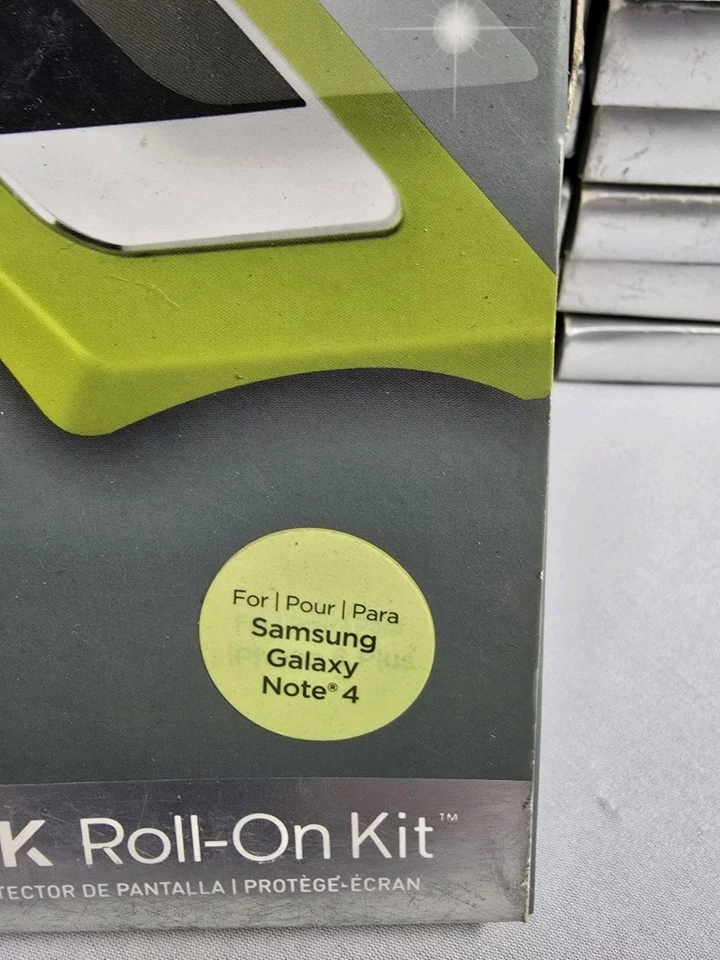 For | Pour | Para
Samsung
Galaxy
Note® 4
K Roll-On Kit™
TECTOR DE PANTALLA | PROTÈGE-ÉCRAN